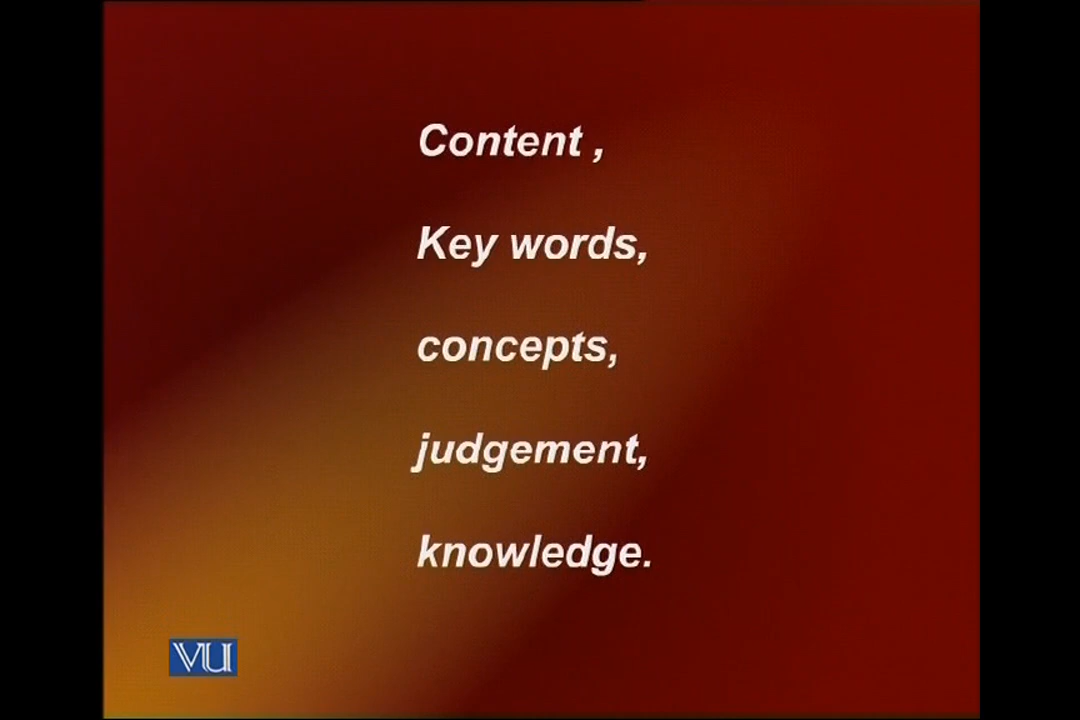 Content ,
Key words,
concepts,
judgement,
knowledge.
VU